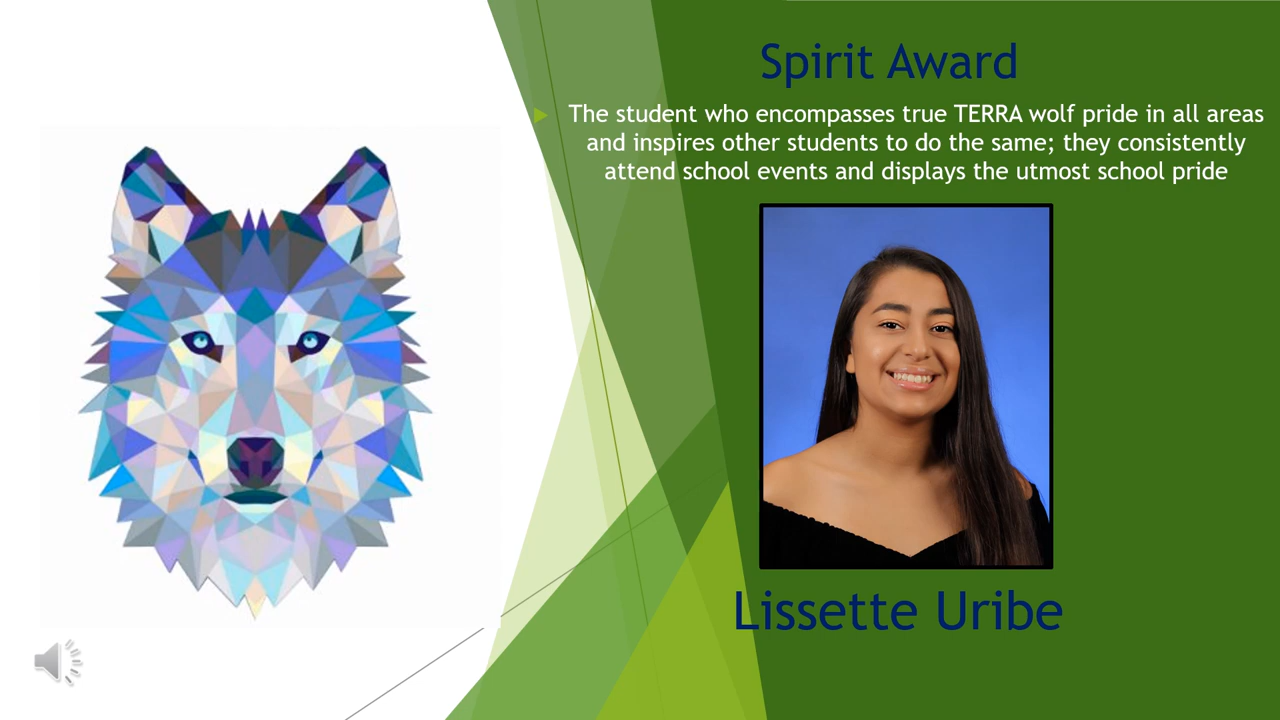 Spirit Award
The student who encompasses true TERRA wolf pride in all areas
and inspires other students to do the same; they consistently
attend school events and displays the utmost school pride
Lissette Uribe